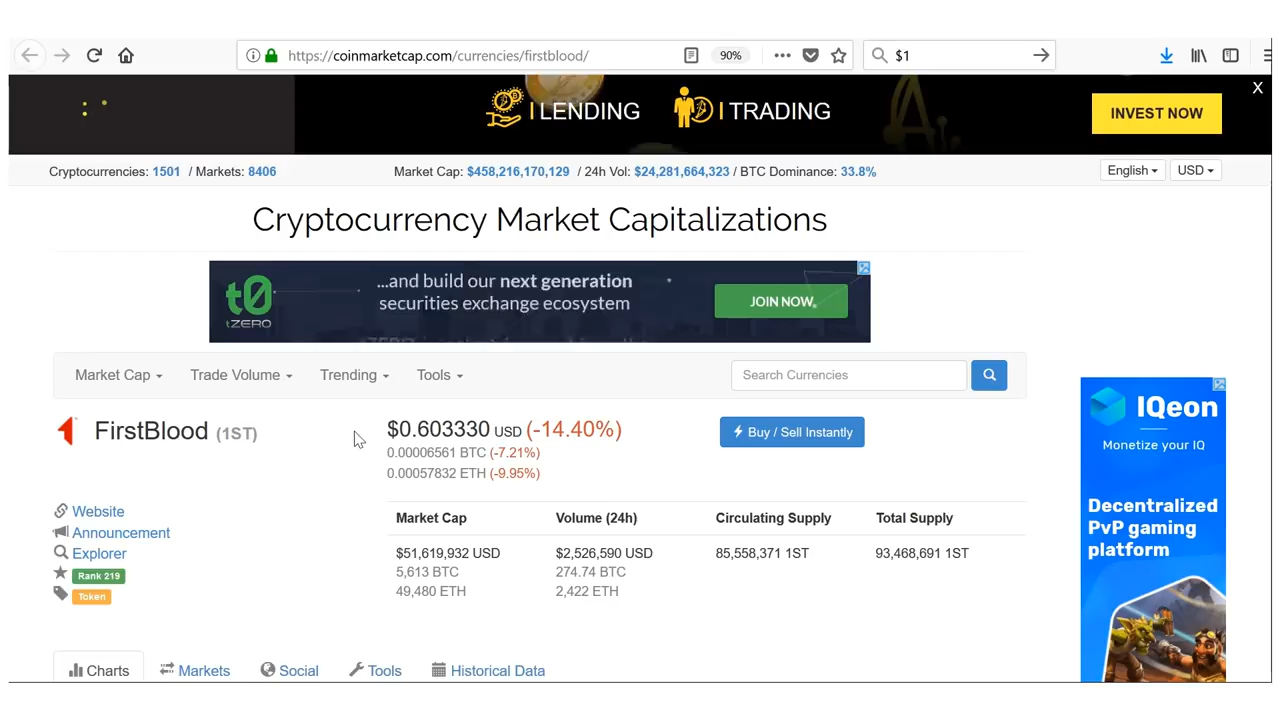 https://coinmarketcap.com/currencies/firstblood/
90%
$1
I LENDING
I TRADING
INVEST NOW
X
Cryptocurrencies: 1501 / Markets: 8406
Market Cap: $458,216,170,129 / 24h Vol: $24,281,664,323 / BTC Dominance: 33.8%
English
USD
Cryptocurrency Market Capitalizations
t0
tZERO
...and build our next generation
securities exchange ecosystem
JOIN NOW
Market Cap
Trade Volume
Trending
Tools
Search Currencies
FirstBlood (1ST)
$0.603330 USD (-14.40%)
0.00006561 BTC (-7.21%)
0.00057832 ETH (-9.95%)
Buy / Sell Instantly
Website
Announcement
Explorer
Rank 219
Token
Market Cap Volume (24h) Circulating Supply Total Supply
$51,619,932 USD $2,526,590 USD 85,558,371 1ST 93,468,691 1ST
5,613 BTC 274.74 BTC
49,480 ETH 2,422 ETH
IQeon
Monetize your IQ
Decentralized
PvP gaming
platform
Charts Markets Social Tools Historical Data